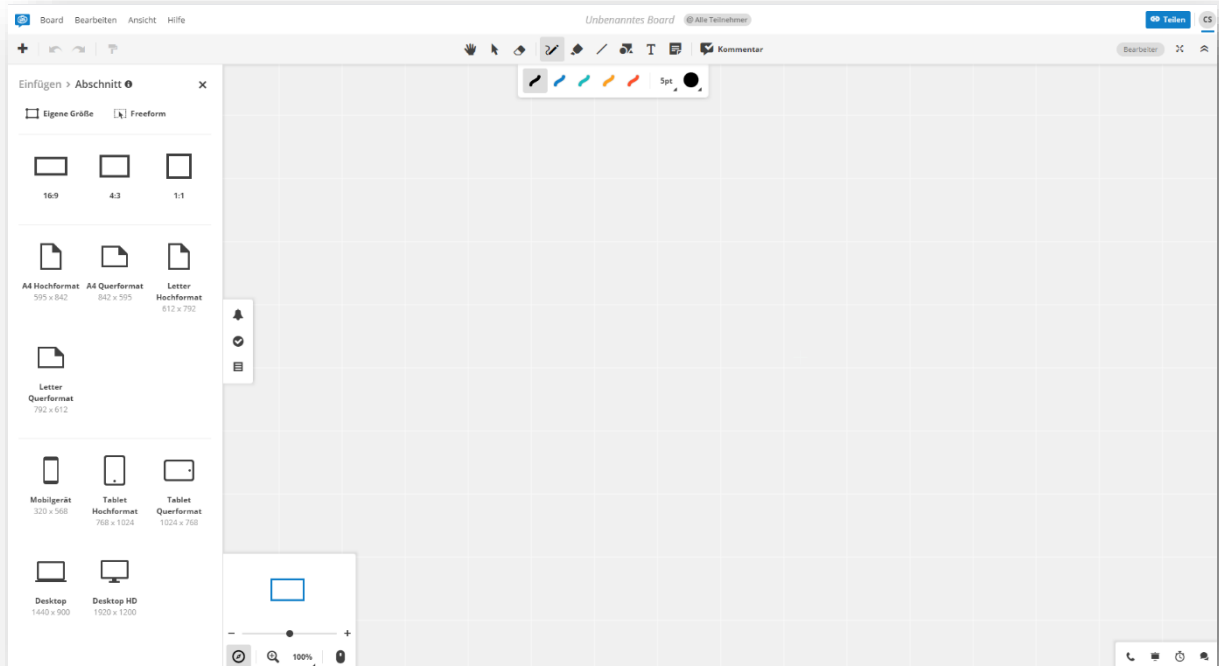 Board Bearbeiten Ansicht Hilfe
Unbenanntes Board
Alle Teilnehmer
Teilen
CS
Kommentar
Bearbeiter
Einfügen > Abschnitt
5pt
Eigene Größe Freeform
16:9 4:3 1:1
A4 Hochformat
595 x 842
A4 Querformat
842 x 595
Letter
Hochformat
612 x 792
Letter
Querformat
792 x 612
Mobilgerät
320 x 568
Tablet
Hochformat
768 x 1024
Tablet
Querformat
1024 x 768
Desktop
1440 x 900
Desktop HD
1920 x 1200
100%